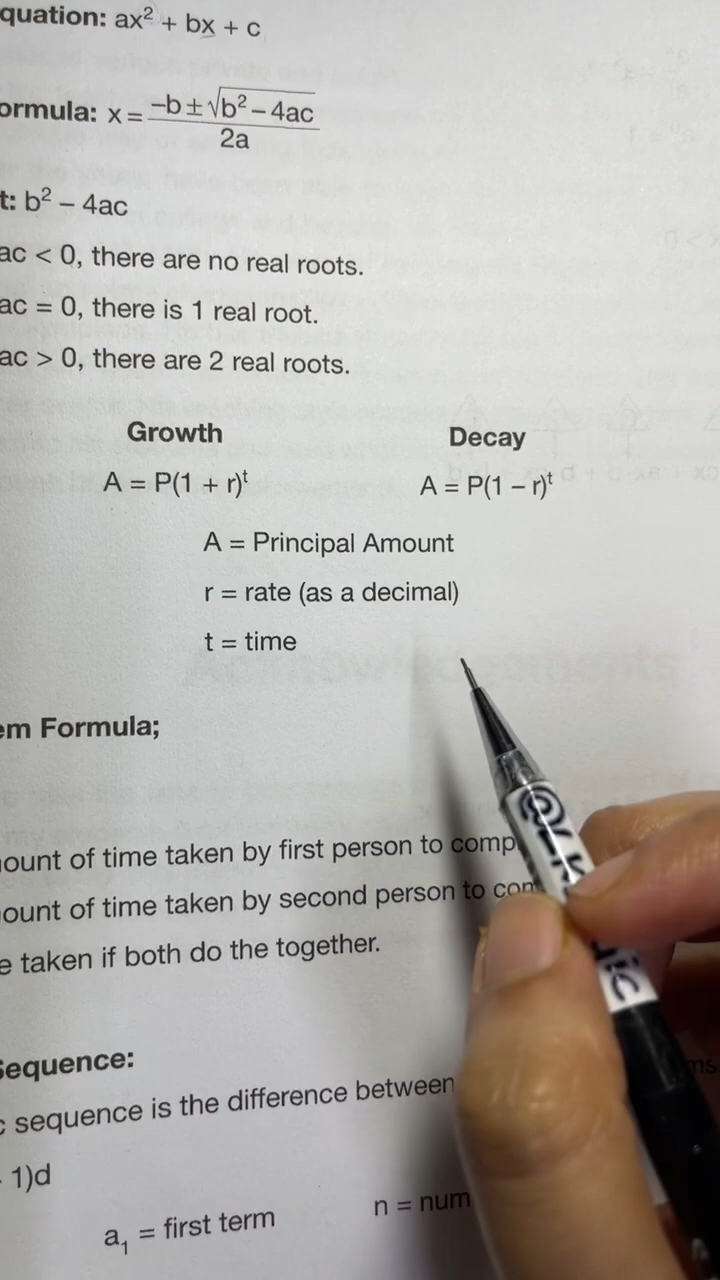 quation: ax² + bx + c
ormula: x = −b ± √b² − 4ac / 2a
t: b² − 4ac
ac < 0, there are no real roots.
ac = 0, there is 1 real root.
ac > 0, there are 2 real roots.
Growth Decay
A = P(1 + r)ᵗ A = P(1 − r)ᵗ
A = Principal Amount
r = rate (as a decimal)
t = time
em Formula;
ount of time taken by first person to comp
ount of time taken by second person to com
e taken if both do the together.
Sequence:
c sequence is the difference between
1)d
a₁ = first term n = num